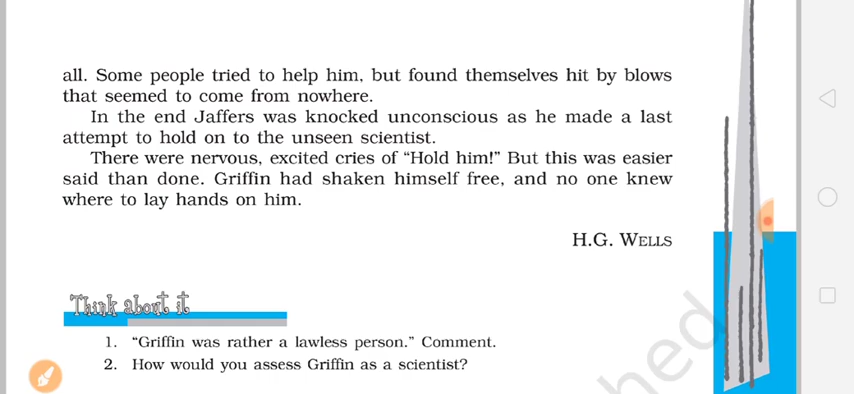 all. Some people tried to help him, but found themselves hit by blows
that seemed to come from nowhere.
In the end Jaffers was knocked unconscious as he made a last
attempt to hold on to the unseen scientist.
There were nervous, excited cries of “Hold him!” But this was easier
said than done. Griffin had shaken himself free, and no one knew
where to lay hands on him.
H.G. WELLS
Think about it
1. “Griffin was rather a lawless person.” Comment.
2. How would you assess Griffin as a scientist?